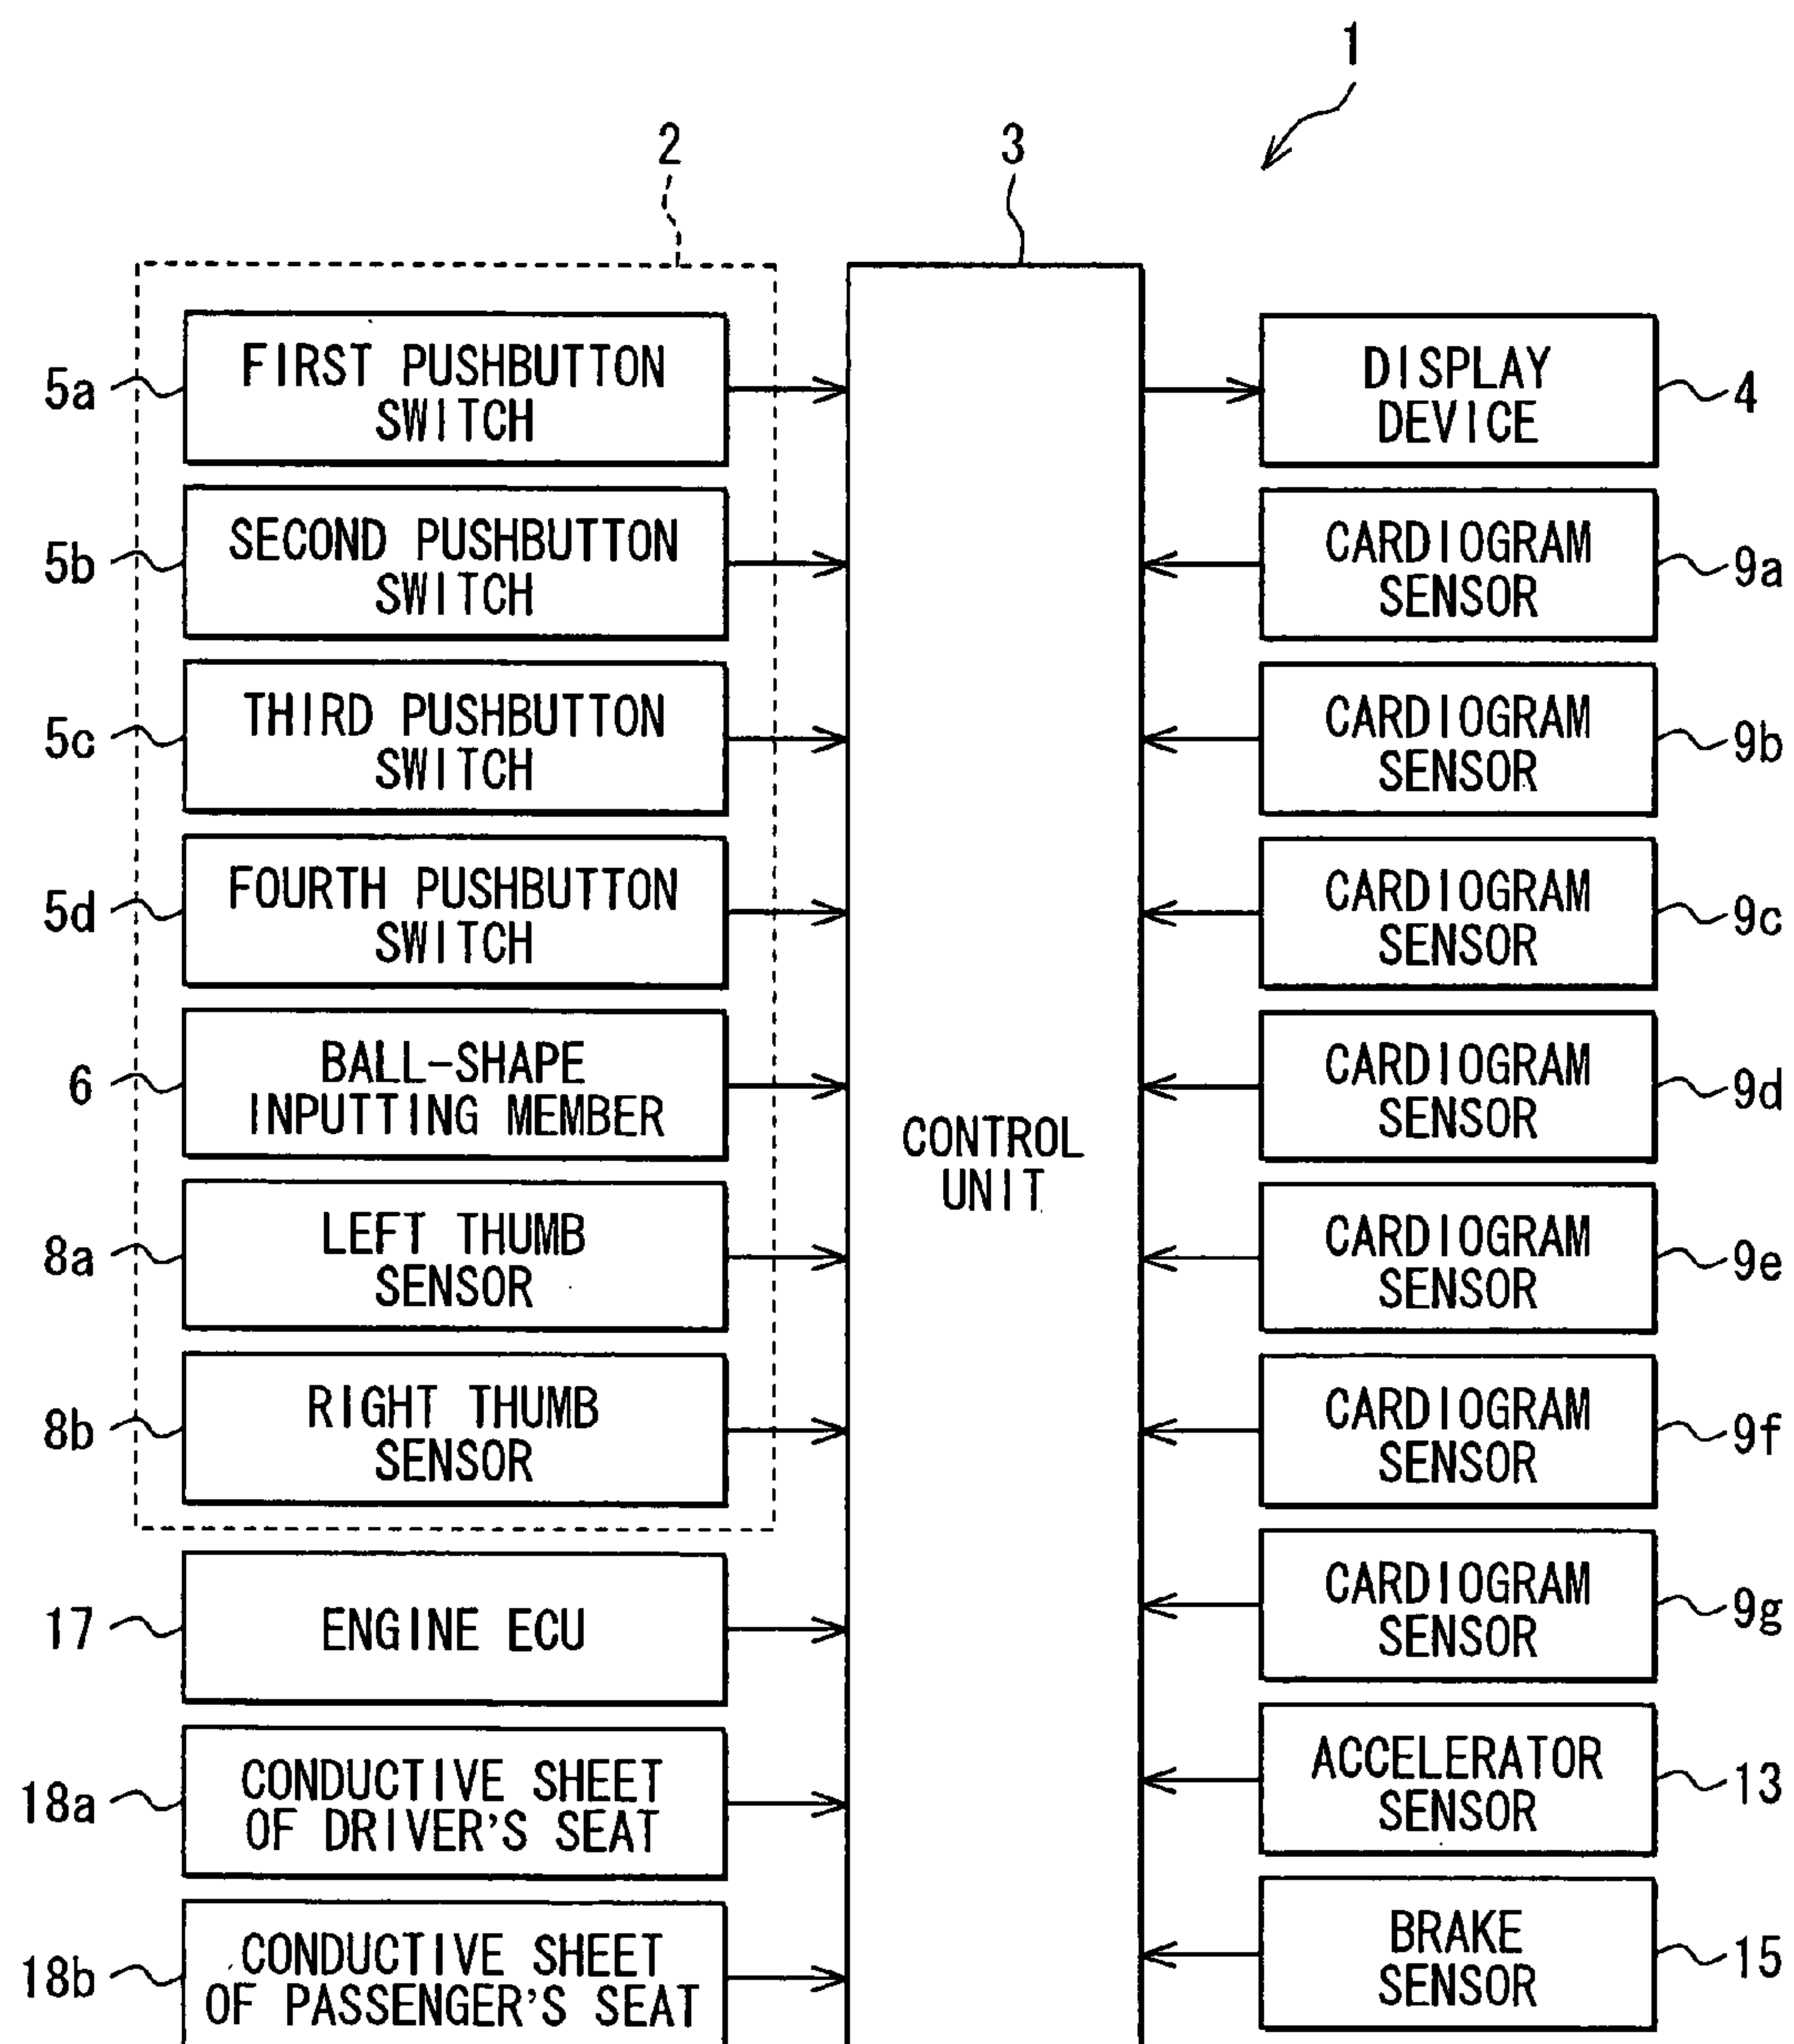 1
2
3
5a
FIRST PUSHBUTTON
SWITCH
5b
SECOND PUSHBUTTON
SWITCH
5c
THIRD PUSHBUTTON
SWITCH
5d
FOURTH PUSHBUTTON
SWITCH
6
BALL-SHAPE
INPUTTING MEMBER
8a
LEFT THUMB
SENSOR
8b
RIGHT THUMB
SENSOR
17
ENGINE ECU
18a
CONDUCTIVE SHEET
OF DRIVER'S SEAT
18b
CONDUCTIVE SHEET
OF PASSENGER'S SEAT
CONTROL
UNIT
DISPLAY
DEVICE
4
CARDIOGRAM
SENSOR
9a
CARDIOGRAM
SENSOR
9b
CARDIOGRAM
SENSOR
9c
CARDIOGRAM
SENSOR
9d
CARDIOGRAM
SENSOR
9e
CARDIOGRAM
SENSOR
9f
CARDIOGRAM
SENSOR
9g
ACCELERATOR
SENSOR
13
BRAKE
SENSOR
15